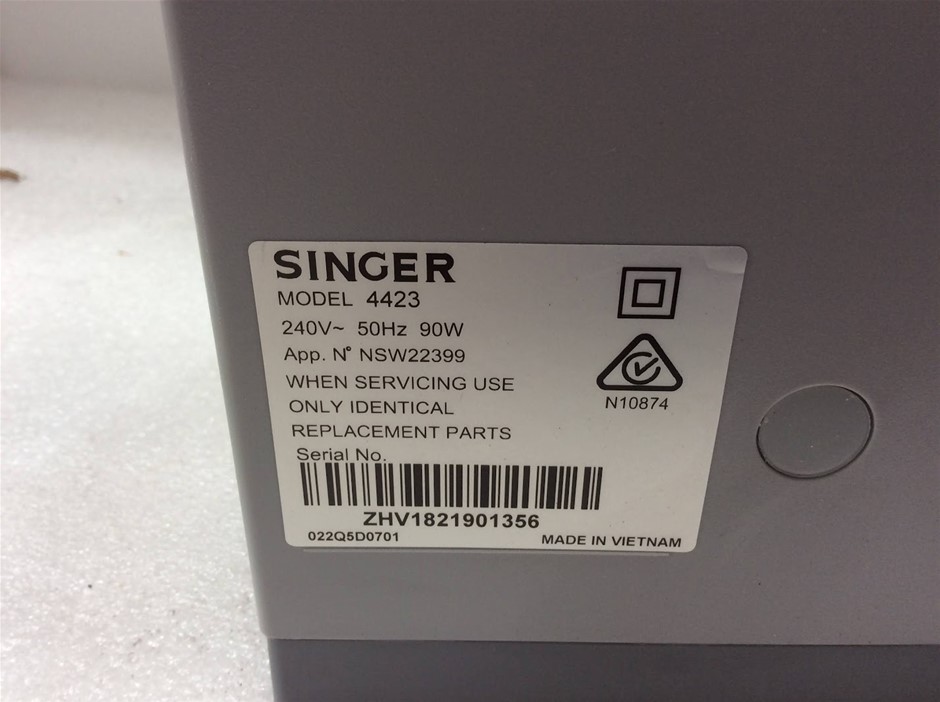 SINGER
MODEL 4423
240V~ 50Hz 90W
App. N° NSW22399
WHEN SERVICING USE
ONLY IDENTICAL
REPLACEMENT PARTS
Serial No.
ZHV1821901356
022Q5D0701 MADE IN VIETNAM
N10874